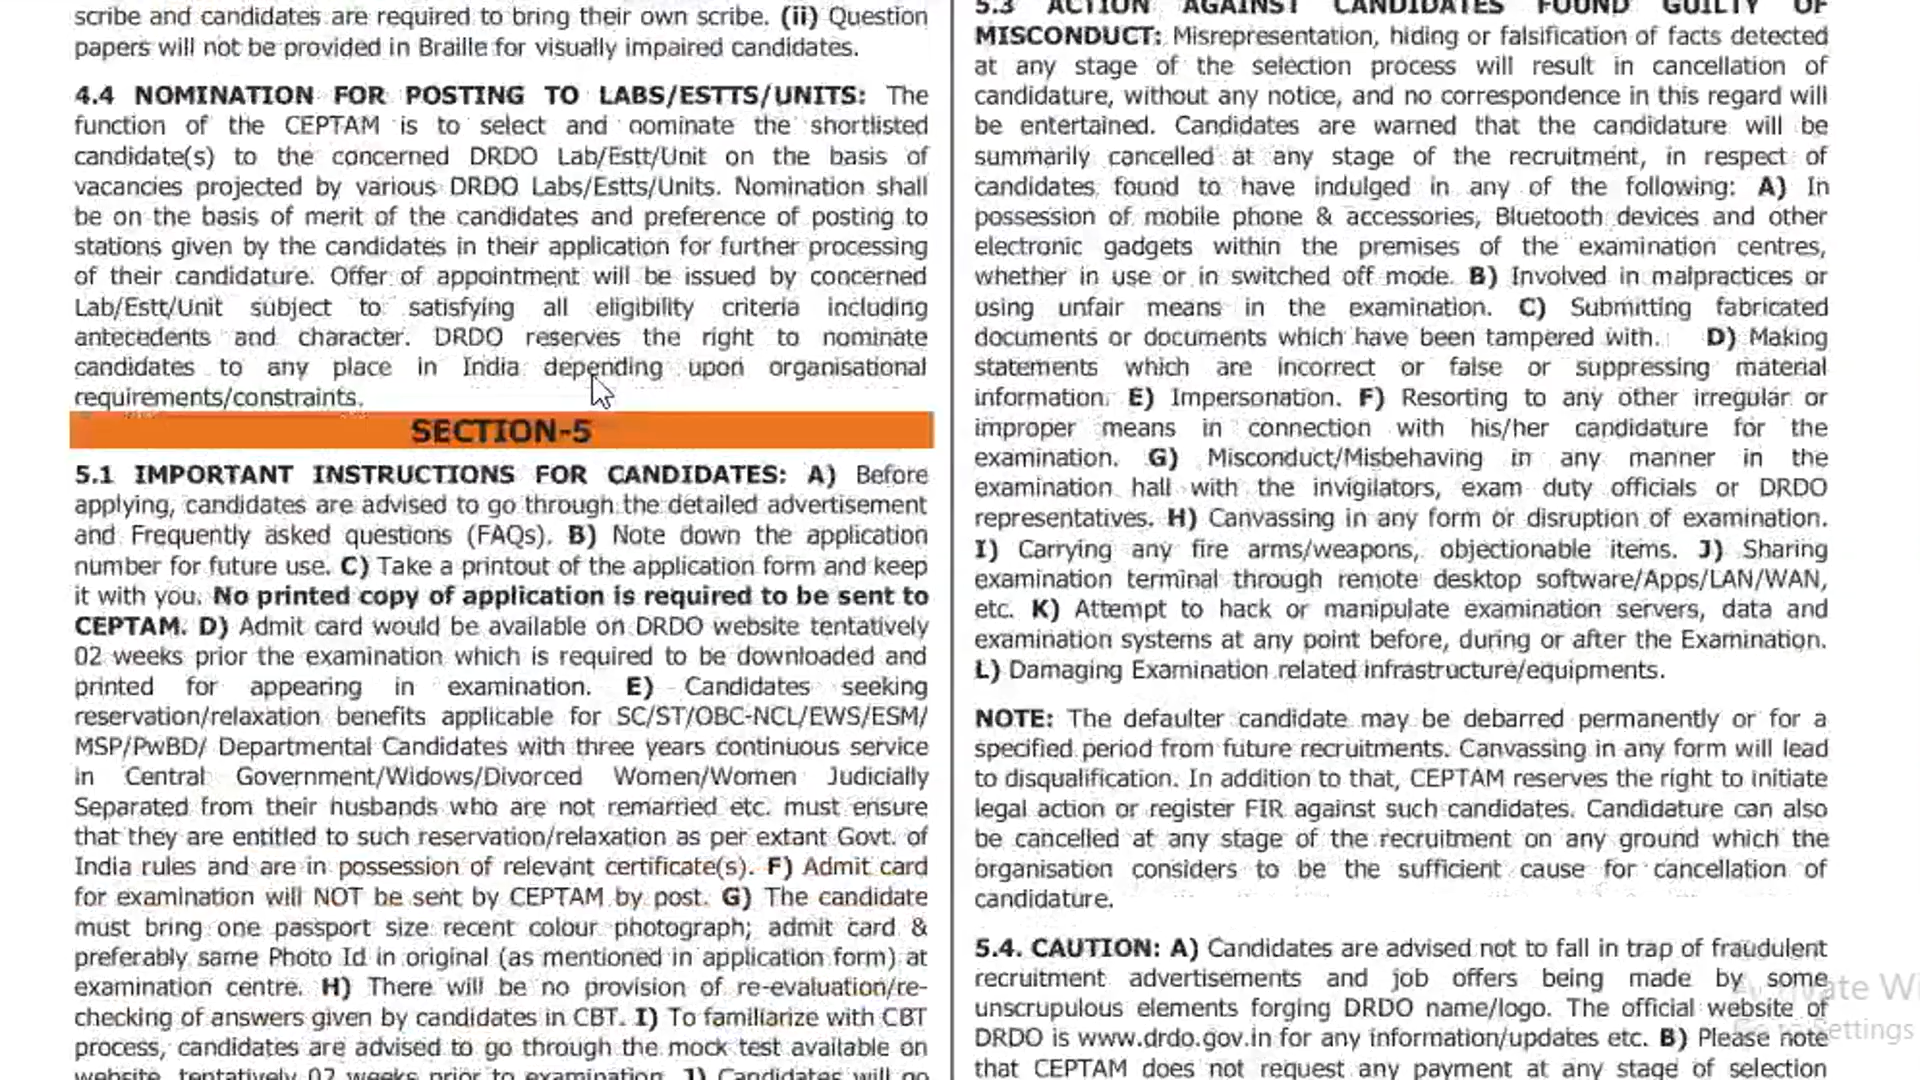 scribe and candidates are required to bring their own scribe. (ii) Question
papers will not be provided in Braille for visually impaired candidates.
4.4 NOMINATION FOR POSTING TO LABS/ESTTS/UNITS: The
function of the CEPTAM is to select and nominate the shortlisted
candidate(s) to the concerned DRDO Lab/Estt/Unit on the basis of
vacancies projected by various DRDO Labs/Estts/Units. Nomination shall
be on the basis of merit of the candidates and preference of posting to
stations given by the candidates in their application for further processing
of their candidature. Offer of appointment will be issued by concerned
Lab/Estt/Unit subject to satisfying all eligibility criteria including
antecedents and character. DRDO reserves the right to nominate
candidates to any place in India depending upon organisational
requirements/constraints.
SECTION-5
5.1 IMPORTANT INSTRUCTIONS FOR CANDIDATES: A) Before
applying, candidates are advised to go through the detailed advertisement
and Frequently asked questions (FAQs). B) Note down the application
number for future use. C) Take a printout of the application form and keep
it with you. No printed copy of application is required to be sent to
CEPTAM. D) Admit card would be available on DRDO website tentatively
02 weeks prior the examination which is required to be downloaded and
printed for appearing in examination. E) Candidates seeking
reservation/relaxation benefits applicable for SC/ST/OBC-NCL/EWS/ESM/
MSP/PwBD/ Departmental Candidates with three years continuous service
in Central Government/Widows/Divorced Women/Women Judicially
Separated from their husbands who are not remarried etc. must ensure
that they are entitled to such reservation/relaxation as per extant Govt. of
India rules and are in possession of relevant certificate(s). F) Admit card
for examination will NOT be sent by CEPTAM by post. G) The candidate
must bring one passport size recent colour photograph; admit card &
preferably same Photo Id in original (as mentioned in application form) at
examination centre. H) There will be no provision of re-evaluation/re-
checking of answers given by candidates in CBT. I) To familiarize with CBT
process, candidates are advised to go through the mock test available on
website, tentatively 02 weeks prior to examination. J) Candidates will go
5.3 ACTION AGAINST CANDIDATES FOUND GUILTY OF
MISCONDUCT: Misrepresentation, hiding or falsification of facts detected
at any stage of the selection process will result in cancellation of
candidature, without any notice, and no correspondence in this regard will
be entertained. Candidates are warned that the candidature will be
summarily cancelled at any stage of the recruitment, in respect of
candidates found to have indulged in any of the following: A) In
possession of mobile phone & accessories, Bluetooth devices and other
electronic gadgets within the premises of the examination centres,
whether in use or in switched off mode. B) Involved in malpractices or
using unfair means in the examination. C) Submitting fabricated
documents or documents which have been tampered with. D) Making
statements which are incorrect or false or suppressing material
information. E) Impersonation. F) Resorting to any other irregular or
improper means in connection with his/her candidature for the
examination. G) Misconduct/Misbehaving in any manner in the
examination hall with the invigilators, exam duty officials or DRDO
representatives. H) Canvassing in any form or disruption of examination.
I) Carrying any fire arms/weapons, objectionable items. J) Sharing
examination terminal through remote desktop software/Apps/LAN/WAN,
etc. K) Attempt to hack or manipulate examination servers, data and
examination systems at any point before, during or after the Examination.
L) Damaging Examination related infrastructure/equipments.
NOTE: The defaulter candidate may be debarred permanently or for a
specified period from future recruitments. Canvassing in any form will lead
to disqualification. In addition to that, CEPTAM reserves the right to initiate
legal action or register FIR against such candidates. Candidature can also
be cancelled at any stage of the recruitment on any ground which the
organisation considers to be the sufficient cause for cancellation of
candidature.
5.4. CAUTION: A) Candidates are advised not to fall in trap of fraudulent
recruitment advertisements and job offers being made by some
unscrupulous elements forging DRDO name/logo. The official website of
DRDO is www.drdo.gov.in for any information/updates etc. B) Please note
that CEPTAM does not request any payment at any stage of selection
Settings